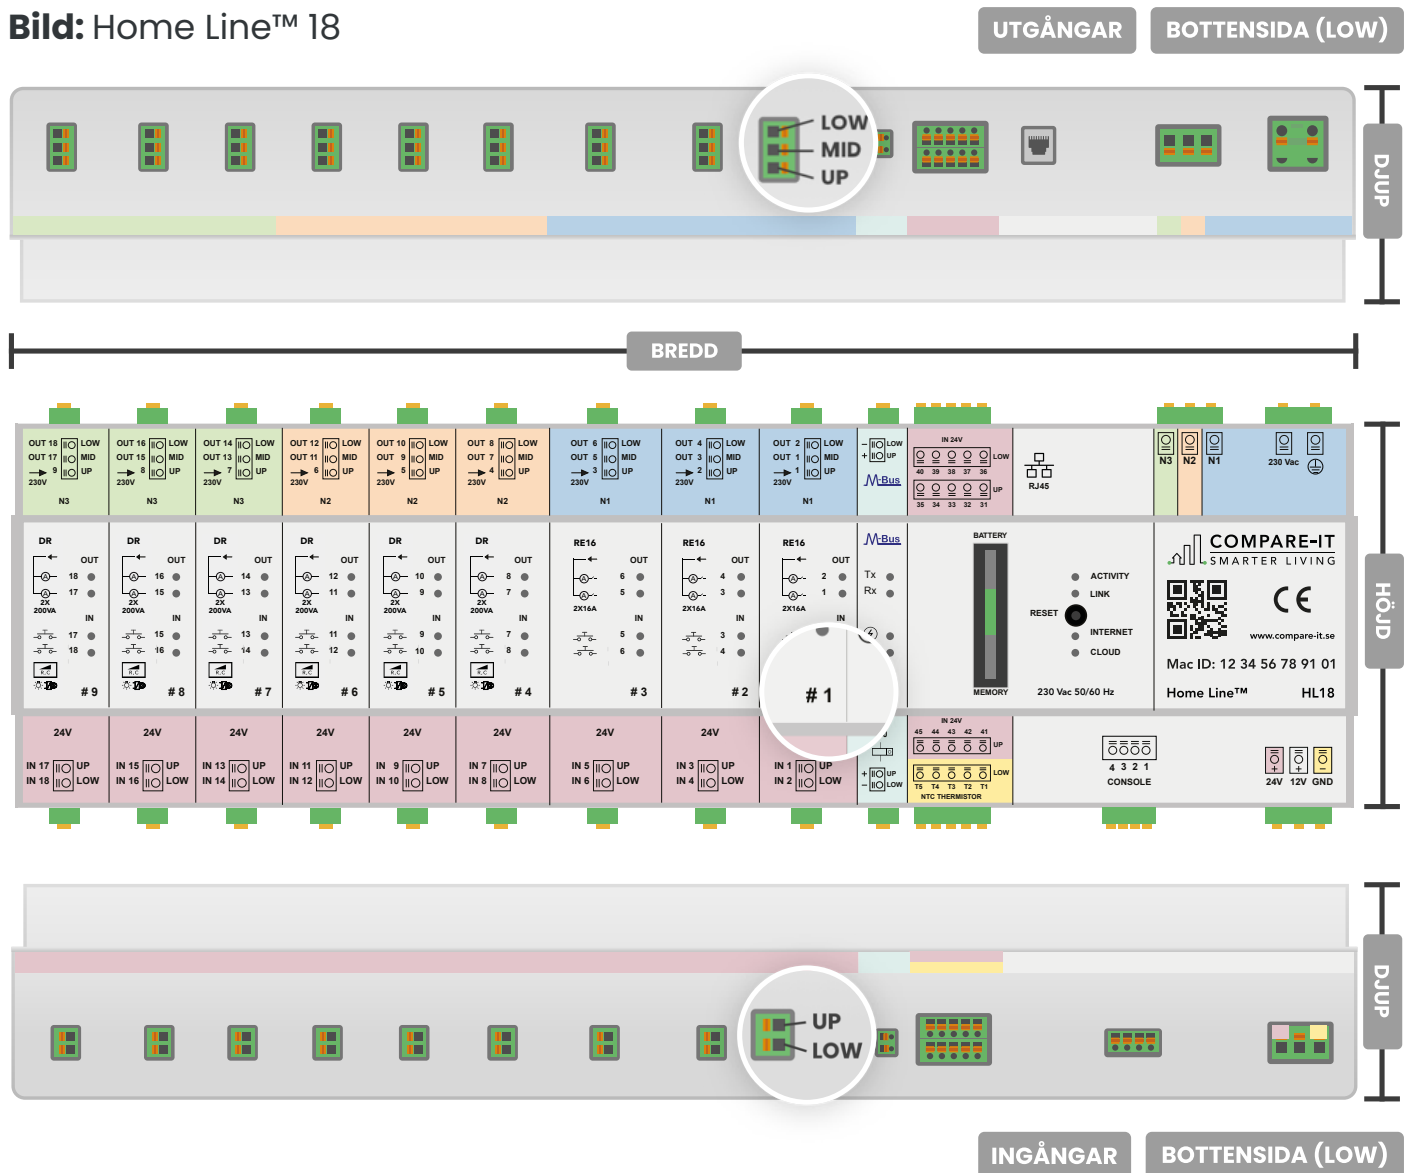 Bild: Home Line™ 18
UTGÅNGAR
BOTTENSIDA (LOW)
LOW
MID
UP
DJUP
BREDD
OUT 18 LOW
OUT 17 MID
9 UP
230V
N3
OUT 16 LOW
OUT 15 MID
8 UP
230V
N3
OUT 14 LOW
OUT 13 MID
7 UP
230V
N3
OUT 12 LOW
OUT 11 MID
6 UP
230V
N2
OUT 10 LOW
OUT 9 MID
5 UP
230V
N2
OUT 8 LOW
OUT 7 MID
4 UP
230V
N2
OUT 6 LOW
OUT 5 MID
3 UP
230V
N1
OUT 4 LOW
OUT 3 MID
2 UP
230V
N1
OUT 2 LOW
OUT 1 MID
1 UP
230V
N1
− LOW
+ UP
M-Bus
IN 24V
LOW
40 39 38 37 36
UP
35 34 33 32 31
RJ45
N3 N2 N1
230 Vac
HÖJD
DR
OUT
A
18
17
2X
200VA
IN
17
18
R,C
# 9
DR
OUT
A
16
15
2X
200VA
IN
15
16
R,C
# 8
DR
OUT
A
14
13
2X
200VA
IN
13
14
R,C
# 7
DR
OUT
A
12
11
2X
200VA
IN
11
12
R,C
# 6
DR
OUT
A
10
9
2X
200VA
IN
9
10
R,C
# 5
DR
OUT
A
8
7
2X
200VA
IN
7
8
R,C
# 4
RE16
OUT
A
6
5
2X16A
IN
5
6
# 3
RE16
OUT
A
4
3
2X16A
IN
3
4
# 2
RE16
OUT
A
2
1
2X16A
IN
# 1
M-Bus
Tx
Rx
BATTERY
MEMORY
ACTIVITY
LINK
RESET
INTERNET
CLOUD
230 Vac 50/60 Hz
COMPARE-IT
SMARTER LIVING
CE
www.compare-it.se
Mac ID: 12 34 56 78 91 01
Home Line™ HL18
24V
IN 17 UP
IN 18 LOW
24V
IN 15 UP
IN 16 LOW
24V
IN 13 UP
IN 14 LOW
24V
IN 11 UP
IN 12 LOW
24V
IN 9 UP
IN 10 LOW
24V
IN 7 UP
IN 8 LOW
24V
IN 5 UP
IN 6 LOW
24V
IN 3 UP
IN 4 LOW
IN 1 UP
IN 2 LOW
+ UP
− LOW
IN 24V
45 44 43 42 41
UP
LOW
T5 T4 T3 T2 T1
NTC THERMISTOR
4 3 2 1
CONSOLE
24V 12V GND
DJUP
UP
LOW
INGÅNGAR
BOTTENSIDA (LOW)